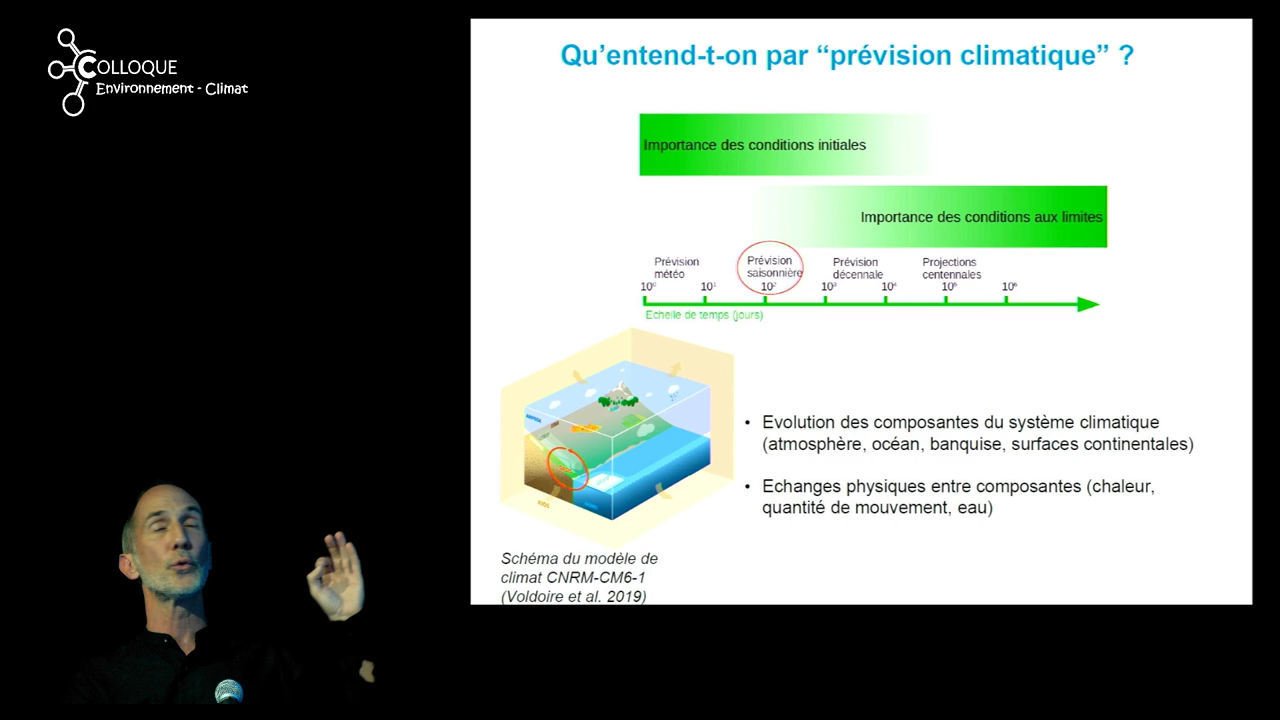 COLLOQUE
Environnement - Climat
Qu’entend-t-on par “prévision climatique” ?
Importance des conditions initiales
Importance des conditions aux limites
Prévision météo
Prévision saisonnière
Prévision décennale
Projections centennales
10⁰ 10¹ 10² 10³ 10⁴ 10⁵ 10⁶
Echelle de temps (jours)
• Evolution des composantes du système climatique
(atmosphère, océan, banquise, surfaces continentales)
• Echanges physiques entre composantes (chaleur,
quantité de mouvement, eau)
XIOS
Schéma du modèle de
climat CNRM-CM6-1
(Voldoire et al. 2019)